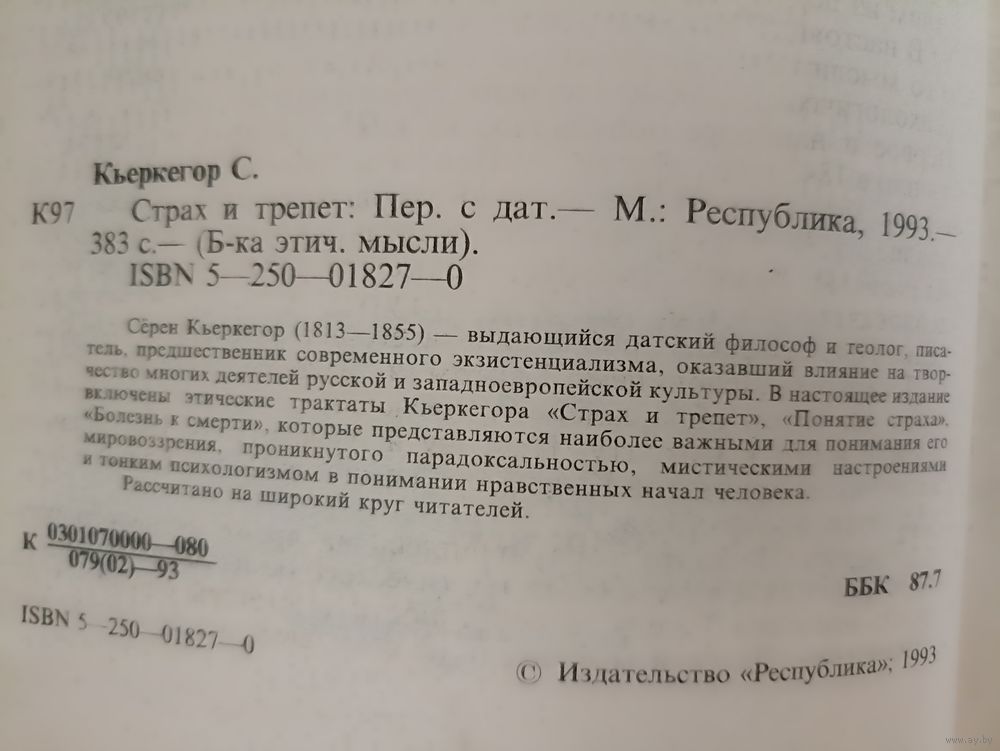 Кьеркегор С.
К97 Страх и трепет: Пер. с дат.— М.: Республика, 1993.—
383 с.— (Б-ка этич. мысли).
ISBN 5—250—01827—0
Серен Кьеркегор (1813—1855) — выдающийся датский философ и теолог, писа-
тель, предшественник современного экзистенциализма, оказавший влияние на твор-
чество многих деятелей русской и западноевропейской культуры. В настоящее издание
включены этические трактаты Кьеркегора «Страх и трепет», «Понятие страха»,
«Болезнь к смерти», которые представляются наиболее важными для понимания его
мировоззрения, проникнутого парадоксальностью, мистическими настроениями
и тонким психологизмом в понимании нравственных начал человека.
Рассчитано на широкий круг читателей.
К 0301070000—080
079(02)—93
ББК 87.7
ISBN 5—250—01827—0
© Издательство «Республика»; 1993
www.ay.by